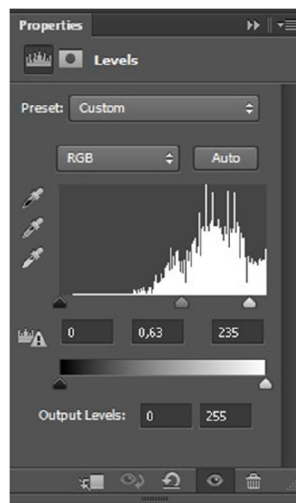 Properties
Levels
Preset: Custom
RGB Auto
0 0,63 235
Output Levels: 0 255